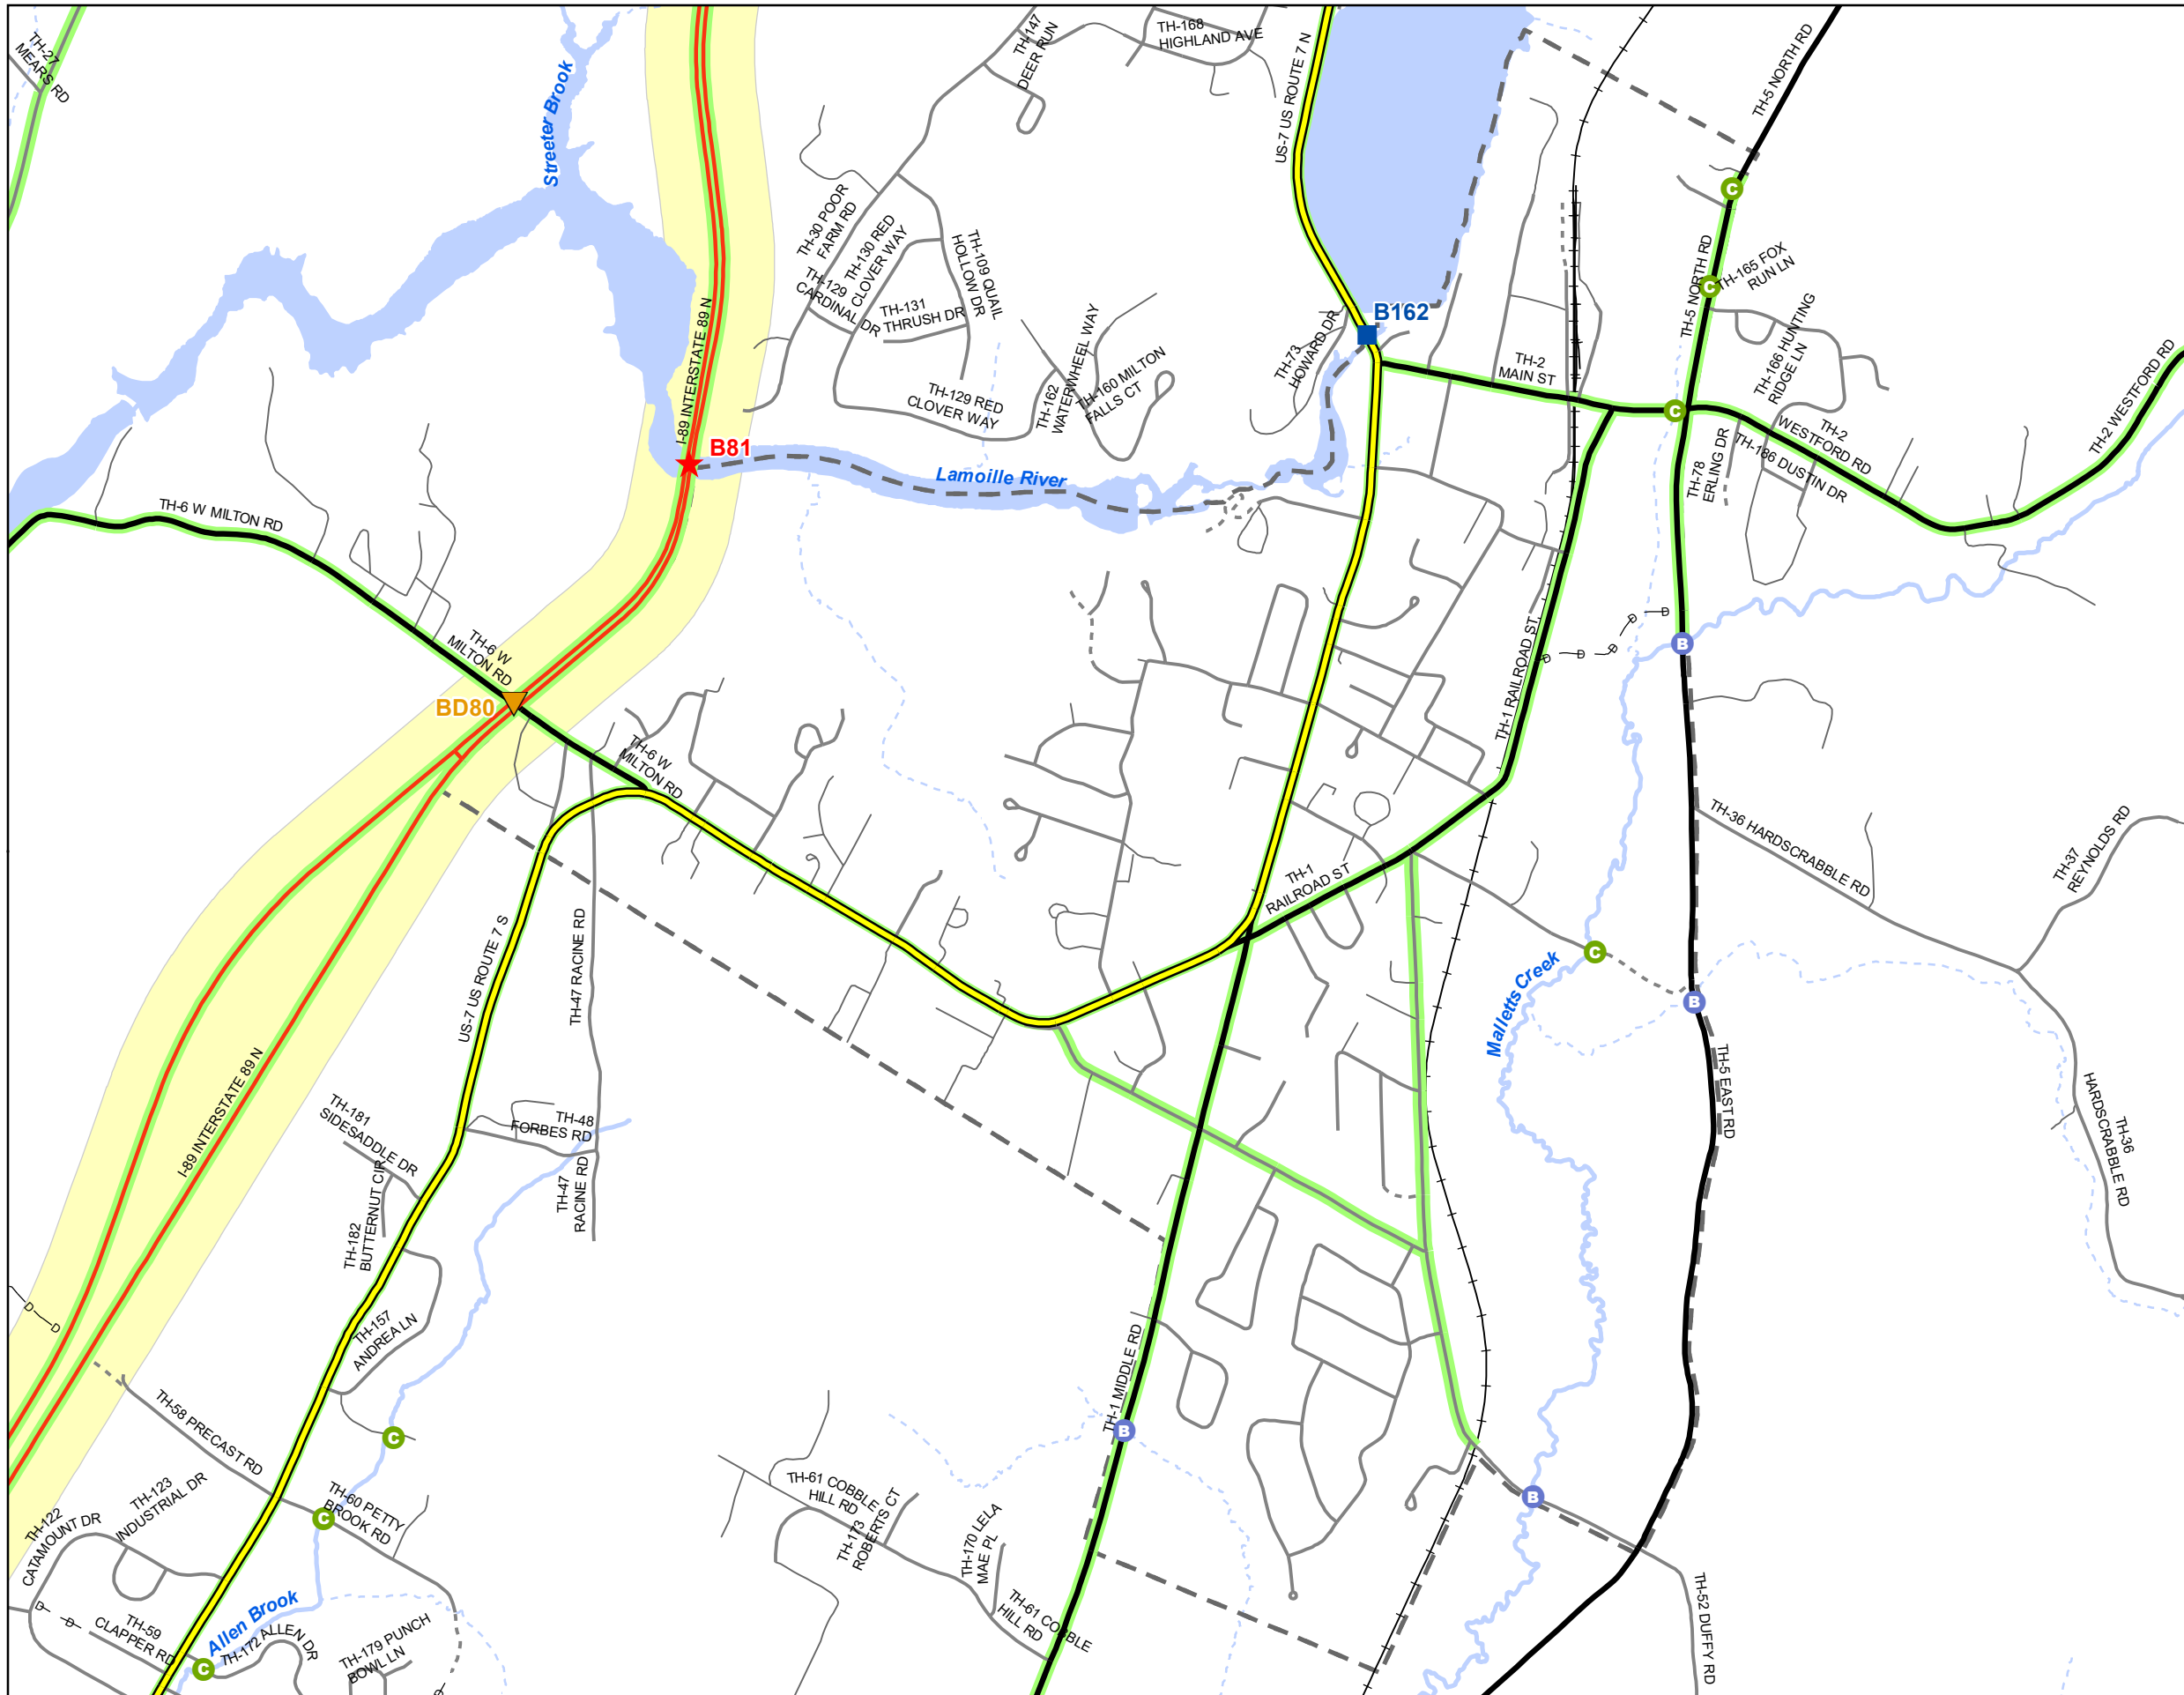 TH-27
MEARS RD
Streeter Brook
TH-147
DEER RUN
TH-168
HIGHLAND AVE
US-7 US ROUTE 7 N
TH-5 NORTH RD
TH-30 POOR
FARM RD
TH-130 RED
CLOVER WAY
TH-109 QUAIL
HOLLOW DR
TH-129
CARDINAL DR
TH-131
THRUSH DR
I-89 INTERSTATE 89 N
TH-129 RED
CLOVER WAY
TH-162
WATERWHEEL WAY
TH-160 MILTON
FALLS CT
TH-73
HOWARD DR
B162
TH-2
MAIN ST
C
TH-5 NORTH RD
C
TH-165 FOX
RUN LN
TH-166 HUNTING
RIDGE LN
C
TH-2
WESTFORD RD
TH-2 WESTFORD RD
TH-186 DUSTIN DR
TH-78
ERLING DR
B81
Lamoille River
TH-6 W MILTON RD
TH-6 W
MILTON RD
BD80
TH-6 W
MILTON RD
TH-1 RAILROAD ST
D
D
D
D
D
B
TH-36 HARDSCRABBLE RD
TH-37
REYNOLDS RD
TH-1
RAILROAD ST
US-7 US ROUTE 7 S
TH-47 RACINE RD
C
Malletts Creek
B
TH-5 EAST RD
TH-36
HARDSCRABBLE RD
I-89 INTERSTATE 89 N
TH-181
SIDESADDLE DR
TH-48
FORBES RD
TH-47
RACINE RD
TH-182
BUTTERNUT CIR
D
D
TH-157
ANDREA LN
TH-1 MIDDLE RD
B
C
TH-58 PRECAST RD
TH-123
INDUSTRIAL DR
TH-122
CATAMOUNT DR
C
TH-60 PETTY
BROOK RD
TH-61 COBBLE
HILL RD
TH-173
ROBERTS CT
TH-170 LELA
MAE PL
TH-61 COBBLE
HILL RD
B
TH-52 DUFFY RD
D
D
TH-59
CLAPPER RD
Allen Brook
C
TH-172 ALLEN DR
TH-179 PUNCH
BOWL LN
D